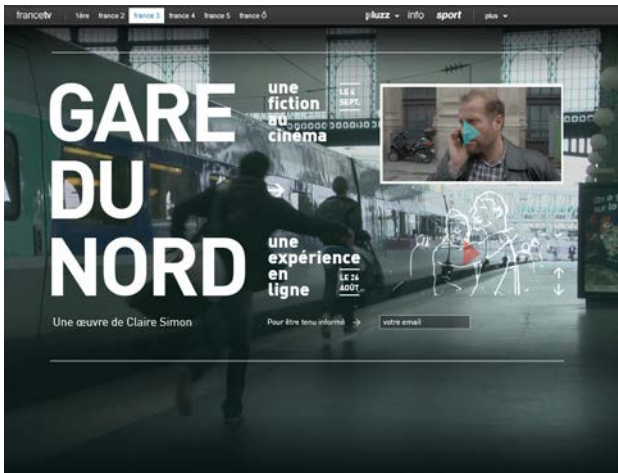 francetv 1ère france 2 france 3 france 4 france 5 france ô pluzz info sport plus
GARE
DU
NORD
une
fiction
au
cinéma
LE 4
SEPT.
une
expérience
en
ligne
LE 26
AOÛT
Une œuvre de Claire Simon
Pour être tenu informé → votre email